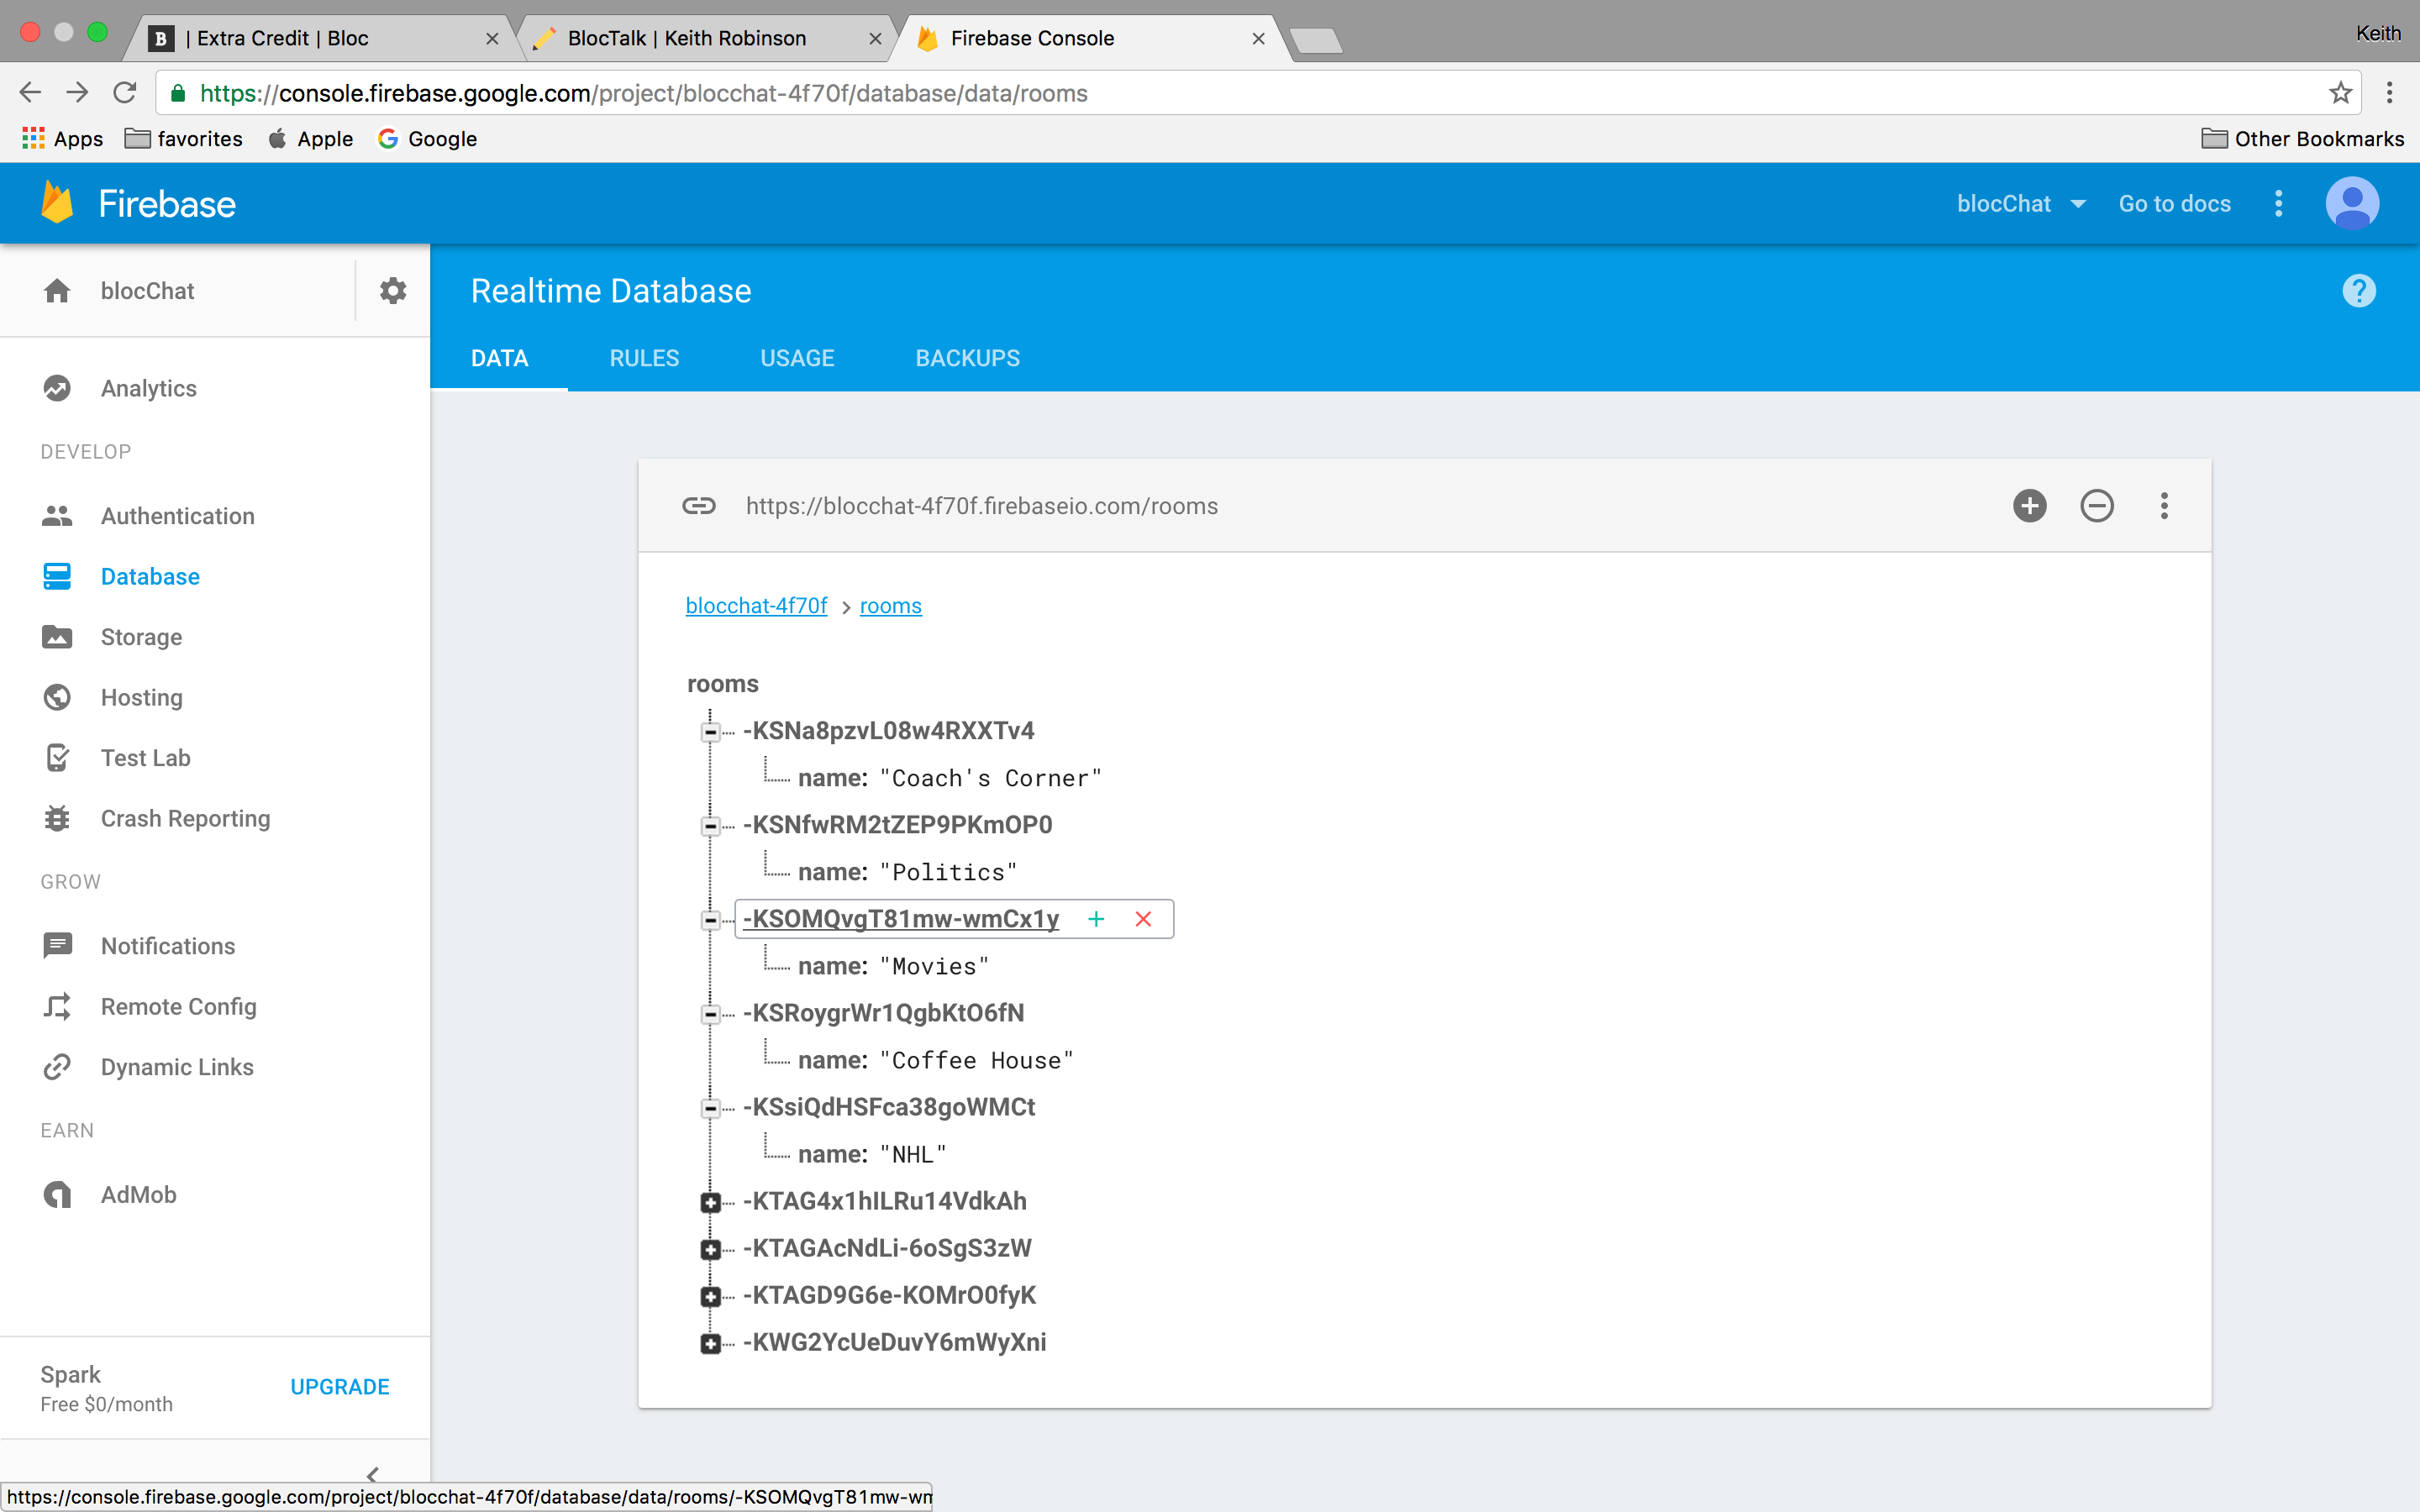 | Extra Credit | Bloc
BlocTalk | Keith Robinson
Firebase Console
Keith
https://console.firebase.google.com/project/blocchat-4f70f/database/data/rooms
Apps
favorites
Apple
Google
Other Bookmarks
Firebase
blocChat
Go to docs
blocChat
Realtime Database
DATA
RULES
USAGE
BACKUPS
Analytics
DEVELOP
Authentication
Database
Storage
Hosting
Test Lab
Crash Reporting
GROW
Notifications
Remote Config
Dynamic Links
EARN
AdMob
Spark
Free $0/month
UPGRADE
https://blocchat-4f70f.firebaseio.com/rooms
blocchat-4f70f > rooms
rooms
-KSNa8pzvL08w4RXXTv4
name: "Coach's Corner"
-KSNfwRM2tZEP9PKmOP0
name: "Politics"
-KSOMQvgT81mw-wmCx1y
name: "Movies"
-KSRoygrWr1QgbKtO6fN
name: "Coffee House"
-KSsiQdHSFca38goWMCt
name: "NHL"
-KTAG4x1hILRu14VdkAh
-KTAGAcNdLi-6oSgS3zW
-KTAGD9G6e-KOMrO0fyK
-KWG2YcUeDuvY6mWyXni
https://console.firebase.google.com/project/blocchat-4f70f/database/data/rooms/-KSOMQvgT81mw-wm